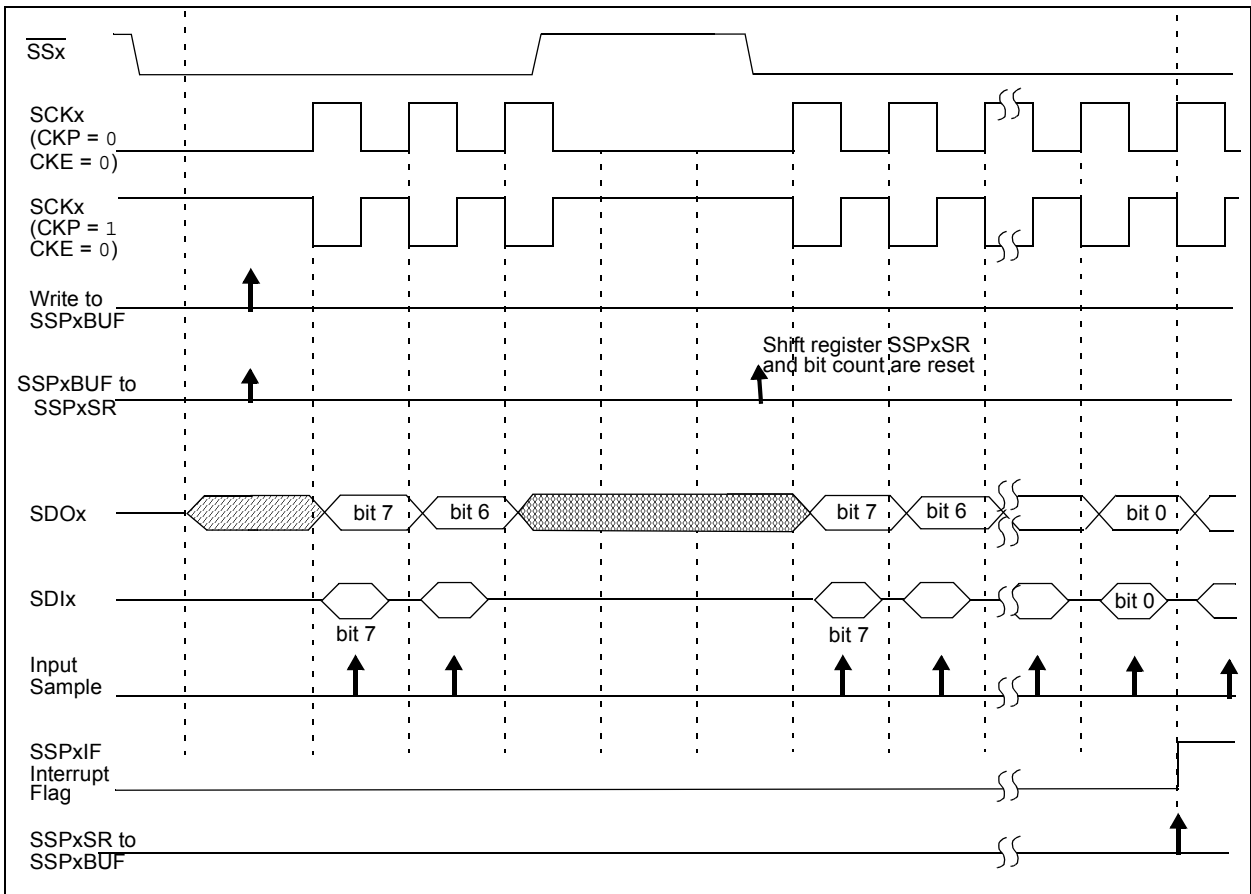 SSx
SCKx
(CKP = 0
CKE = 0)
SCKx
(CKP = 1
CKE = 0)
Write to
SSPxBUF
Shift register SSPxSR
and bit count are reset
SSPxBUF to
SSPxSR
SDOx
bit 7
bit 6
bit 7
bit 6
bit 0
SDIx
bit 0
bit 7
bit 7
Input
Sample
SSPxIF
Interrupt
Flag
SSPxSR to
SSPxBUF